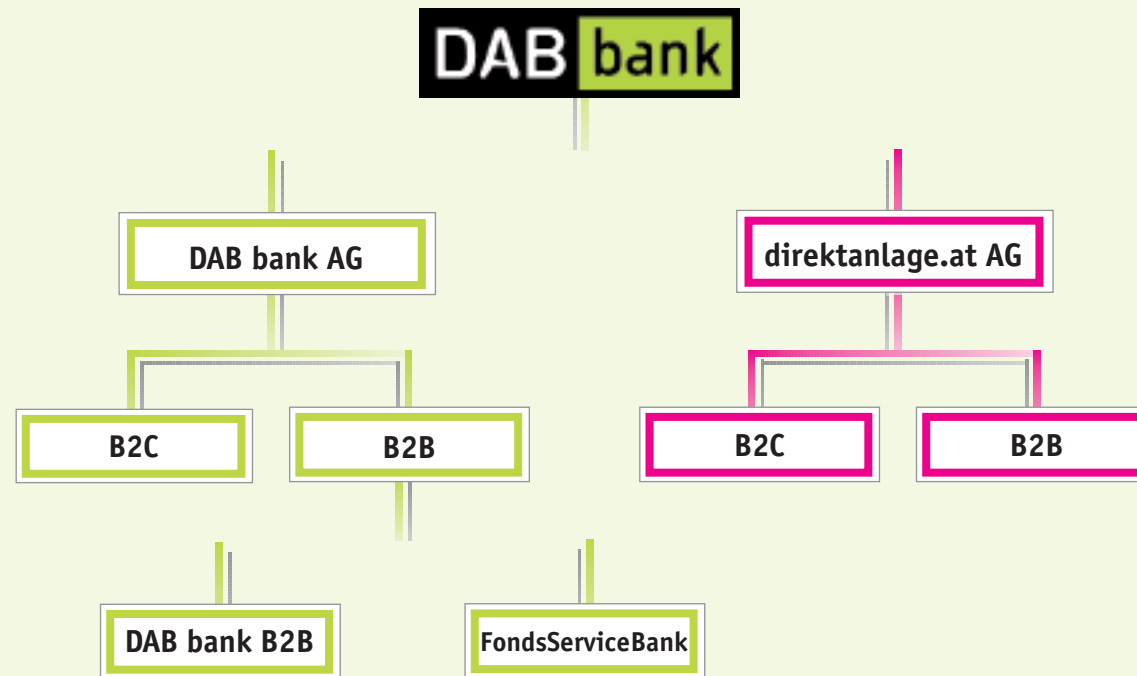 DAB bank
DAB bank AG
direktanlage.at AG
B2C
B2B
B2C
B2B
DAB bank B2B
FondsServiceBank